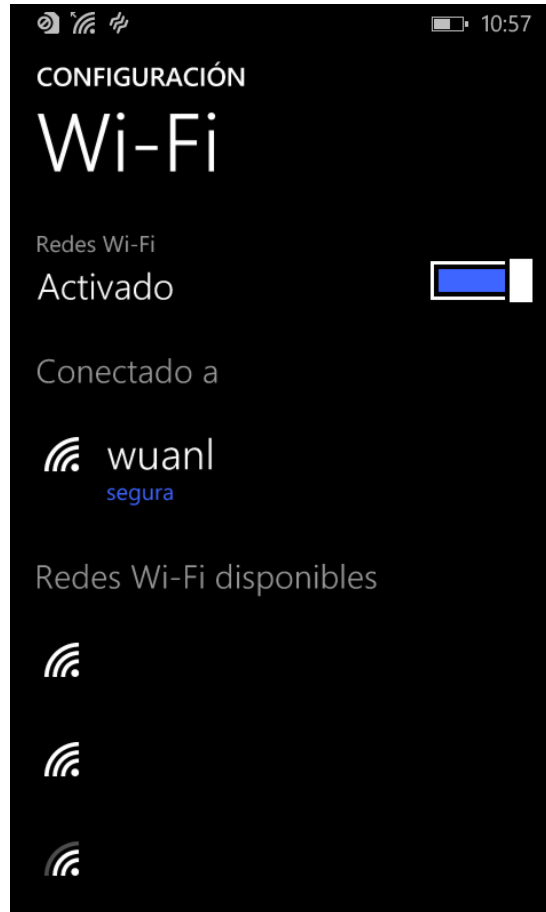 10:57
CONFIGURACIÓN
Wi-Fi
Redes Wi-Fi
Activado
Conectado a
wuanl
segura
Redes Wi-Fi disponibles